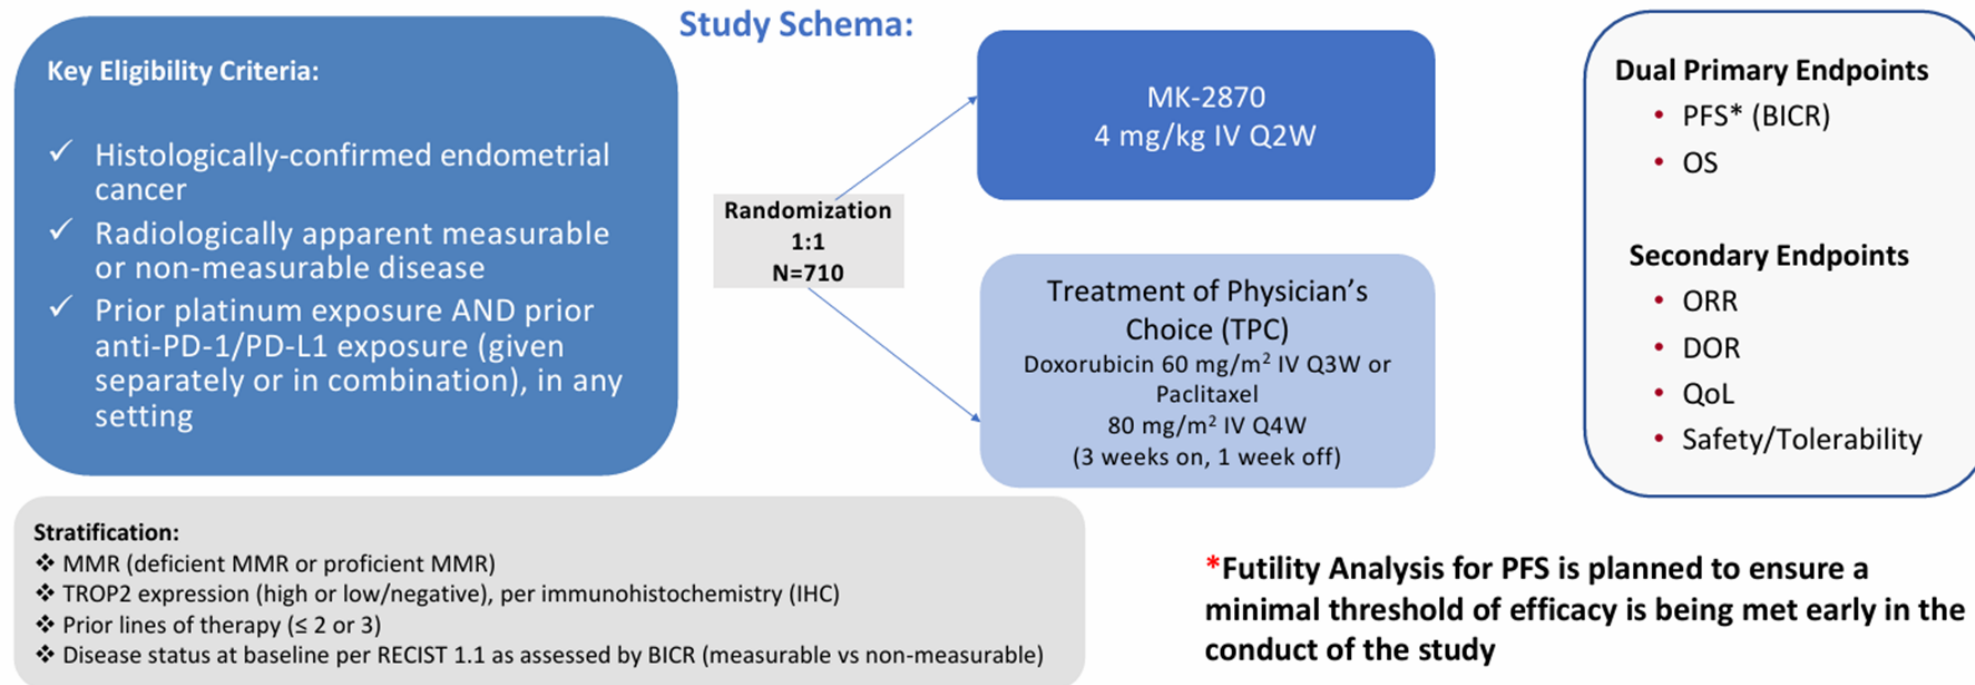 Study Schema:
Key Eligibility Criteria:
✓ Histologically-confirmed endometrial
cancer
✓ Radiologically apparent measurable
or non-measurable disease
✓ Prior platinum exposure AND prior
anti-PD-1/PD-L1 exposure (given
separately or in combination), in any
setting
Randomization
1:1
N=710
MK-2870
4 mg/kg IV Q2W
Treatment of Physician’s
Choice (TPC)
Doxorubicin 60 mg/m² IV Q3W or
Paclitaxel
80 mg/m² IV Q4W
(3 weeks on, 1 week off)
Dual Primary Endpoints
• PFS* (BICR)
• OS
Secondary Endpoints
• ORR
• DOR
• QoL
• Safety/Tolerability
Stratification:
❖ MMR (deficient MMR or proficient MMR)
❖ TROP2 expression (high or low/negative), per immunohistochemistry (IHC)
❖ Prior lines of therapy (≤ 2 or 3)
❖ Disease status at baseline per RECIST 1.1 as assessed by BICR (measurable vs non-measurable)
*Futility Analysis for PFS is planned to ensure a
minimal threshold of efficacy is being met early in the
conduct of the study